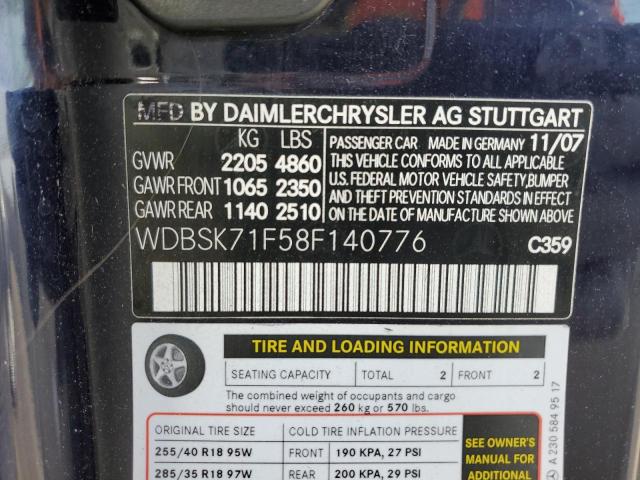 MFD BY DAIMLERCHRYSLER AG STUTTGART
KG LBS
GVWR 2205 4860
GAWR FRONT 1065 2350
GAWR REAR 1140 2510
PASSENGER CAR MADE IN GERMANY 11/07
THIS VEHICLE CONFORMS TO ALL APPLICABLE
U.S. FEDERAL MOTOR VEHICLE SAFETY, BUMPER
AND THEFT PREVENTION STANDARDS IN EFFECT
ON THE DATE OF MANUFACTURE SHOWN ABOVE.
WDBSK71F58F140776
C359
TIRE AND LOADING INFORMATION
SEATING CAPACITY TOTAL 2 FRONT 2
The combined weight of occupants and cargo
should never exceed 260 kg or 570 lbs.
ORIGINAL TIRE SIZE COLD TIRE INFLATION PRESSURE
255/40 R18 95W FRONT 190 KPA, 27 PSI
285/35 R18 97W REAR 200 KPA, 29 PSI
SEE OWNER'S
MANUAL FOR
ADDITIONAL
A 230 584 95 17